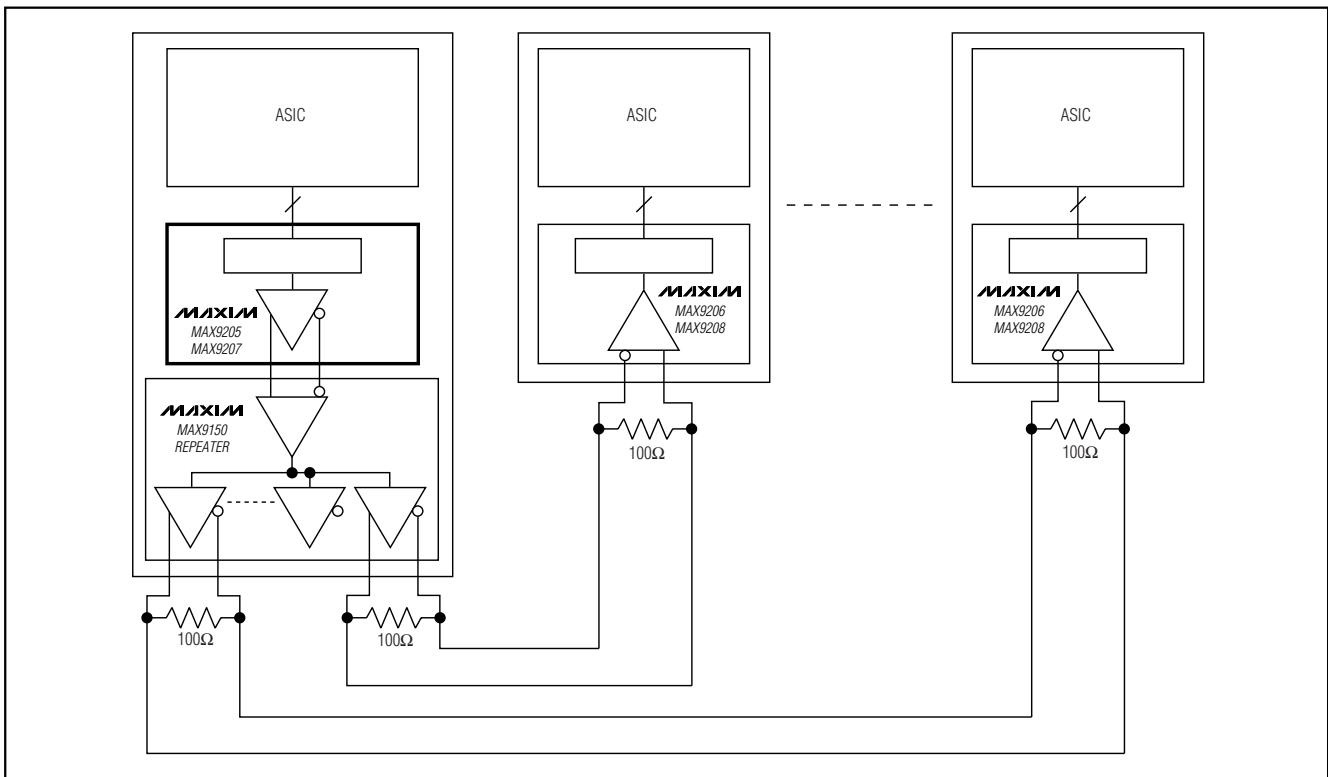 ASIC
ASIC
ASIC
MAXIM
MAX9205
MAX9207
MAXIM
MAX9206
MAX9208
MAXIM
MAX9206
MAX9208
MAXIM
MAX9150
REPEATER
100Ω
100Ω
100Ω
100Ω